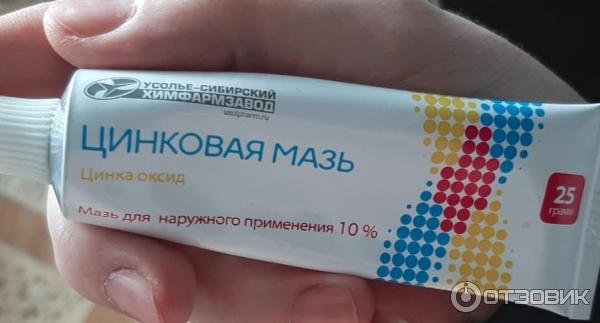 УСОЛЬЕ-СИБИРСКИЙ
ХИМФАРМЗАВОД
usolpharm.ru
ЦИНКОВАЯ МАЗЬ
Цинка оксид
Мазь для наружного применения 10 %
25
грамм
ОТЗОВИК